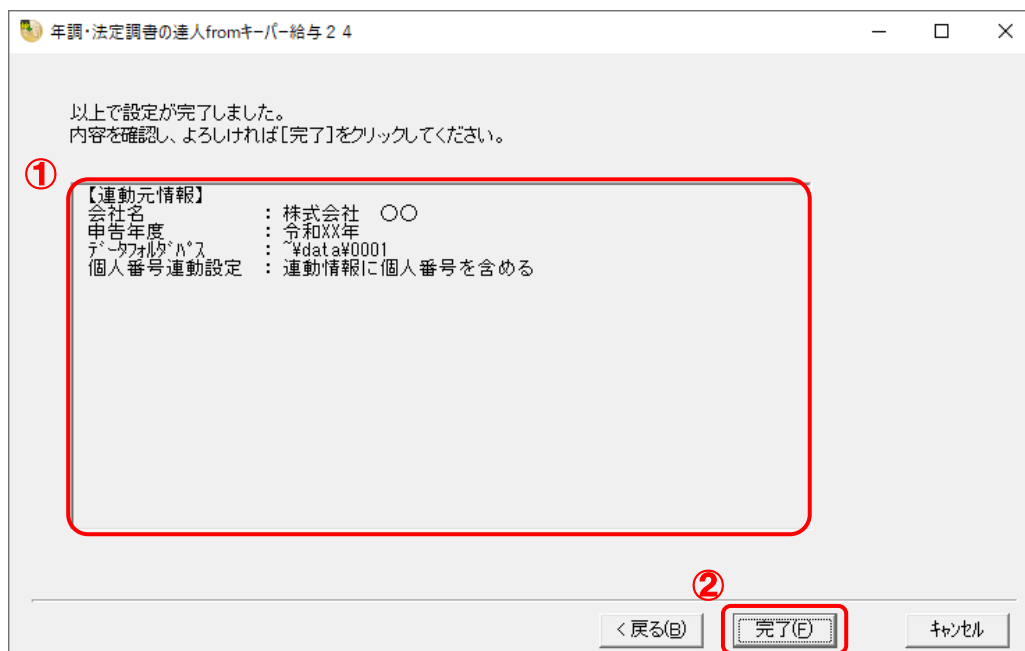 年調・法定調書の達人fromキーパー給与２４
以上で設定が完了しました。
内容を確認し、よろしければ[完了]をクリックしてください。
①
【連動元情報】
会社名　　　　　：株式会社　〇〇
申告年度　　　　：令和XX年
ﾃﾞｰﾀﾌｫﾙﾀﾞﾊﾟｽ　　　：~¥data¥0001
個人番号連動設定　：連動情報に個人番号を含める
②
< 戻る(B)　完了(F)　ｷｬﾝｾﾙ